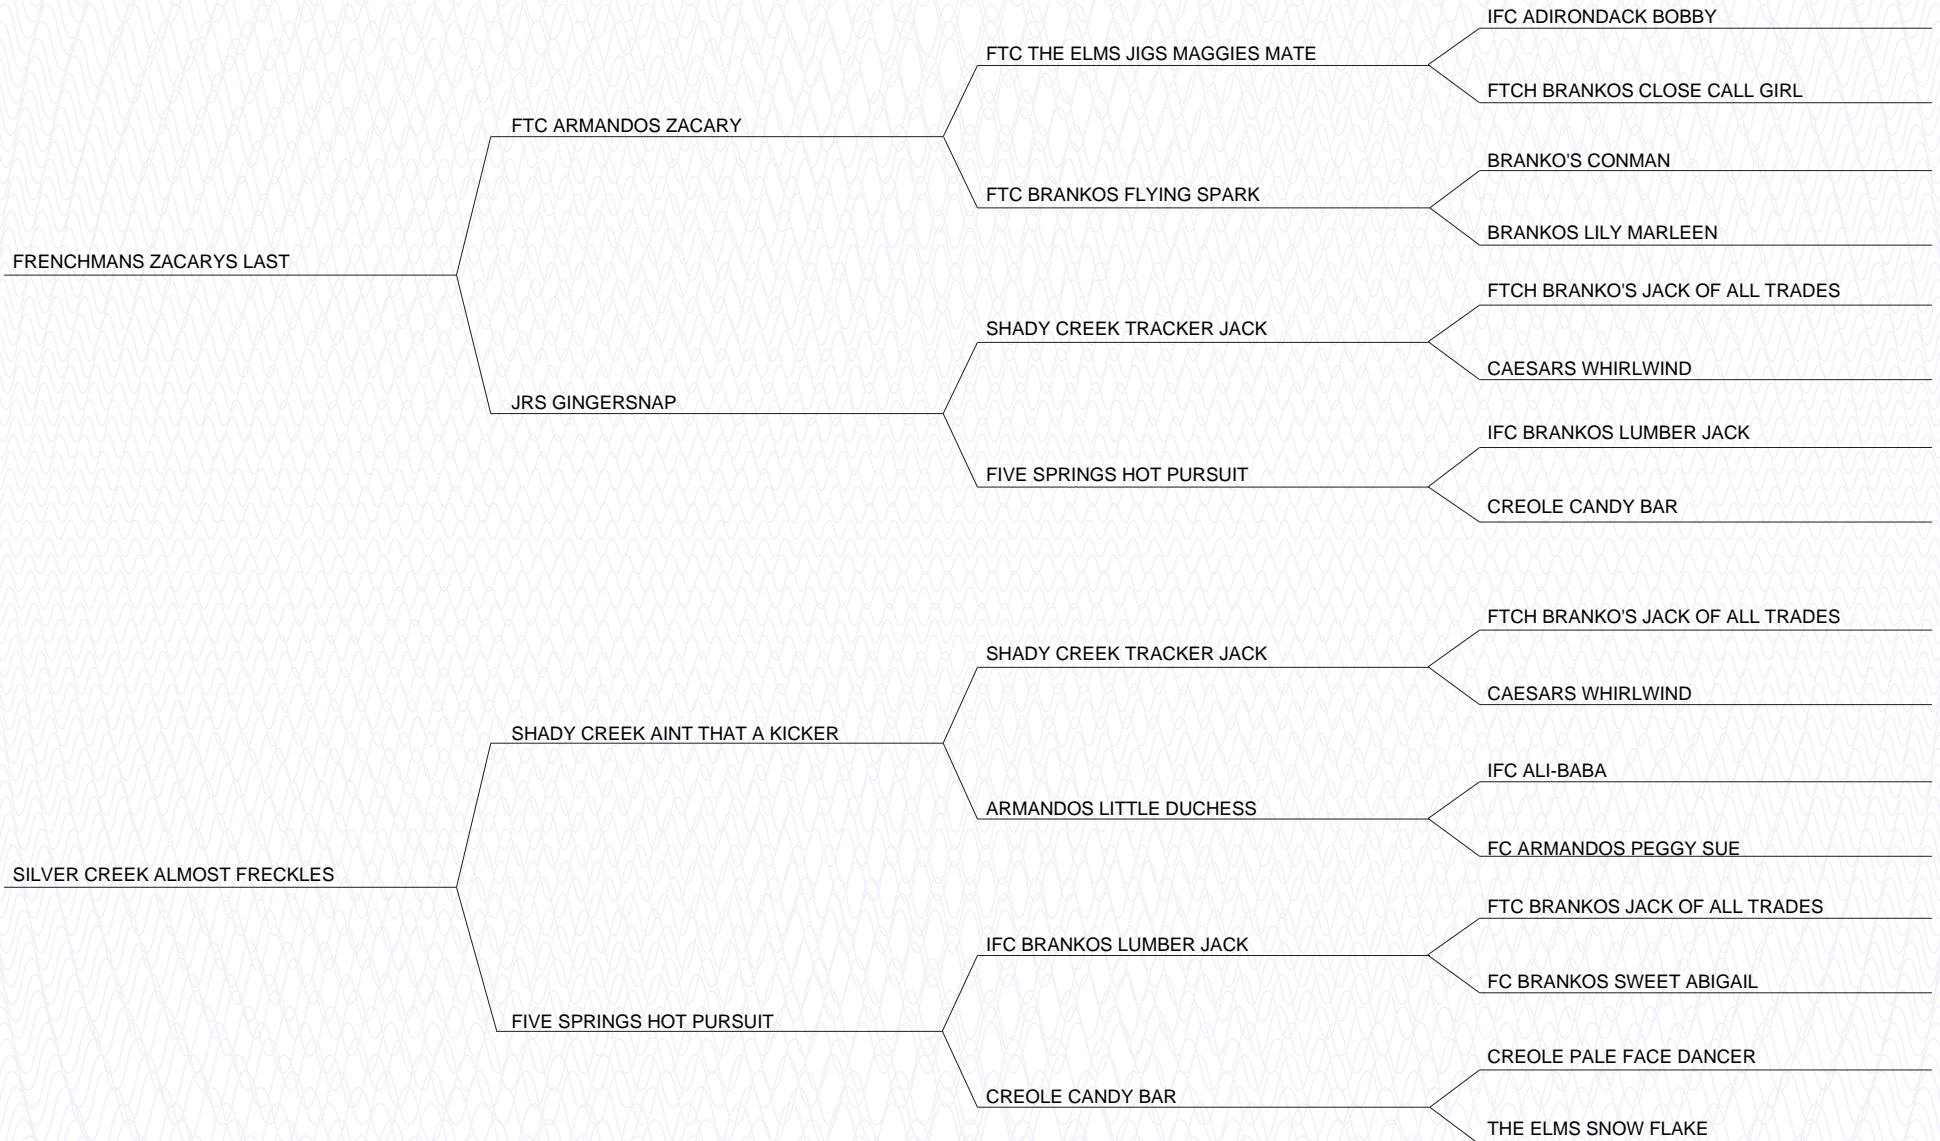 IFC ADIRONDACK BOBBY
FTC THE ELMS JIGS MAGGIES MATE
FTCH BRANKOS CLOSE CALL GIRL
FTC ARMANDOS ZACARY
BRANKO'S CONMAN
FTC BRANKOS FLYING SPARK
BRANKOS LILY MARLEEN
FRENCHMANS ZACARYS LAST
FTCH BRANKO'S JACK OF ALL TRADES
SHADY CREEK TRACKER JACK
CAESARS WHIRLWIND
JRS GINGERSNAP
IFC BRANKOS LUMBER JACK
FIVE SPRINGS HOT PURSUIT
CREOLE CANDY BAR
FTCH BRANKO'S JACK OF ALL TRADES
SHADY CREEK TRACKER JACK
CAESARS WHIRLWIND
SHADY CREEK AINT THAT A KICKER
IFC ALI-BABA
ARMANDOS LITTLE DUCHESS
FC ARMANDOS PEGGY SUE
SILVER CREEK ALMOST FRECKLES
FTC BRANKOS JACK OF ALL TRADES
IFC BRANKOS LUMBER JACK
FC BRANKOS SWEET ABIGAIL
FIVE SPRINGS HOT PURSUIT
CREOLE PALE FACE DANCER
CREOLE CANDY BAR
THE ELMS SNOW FLAKE